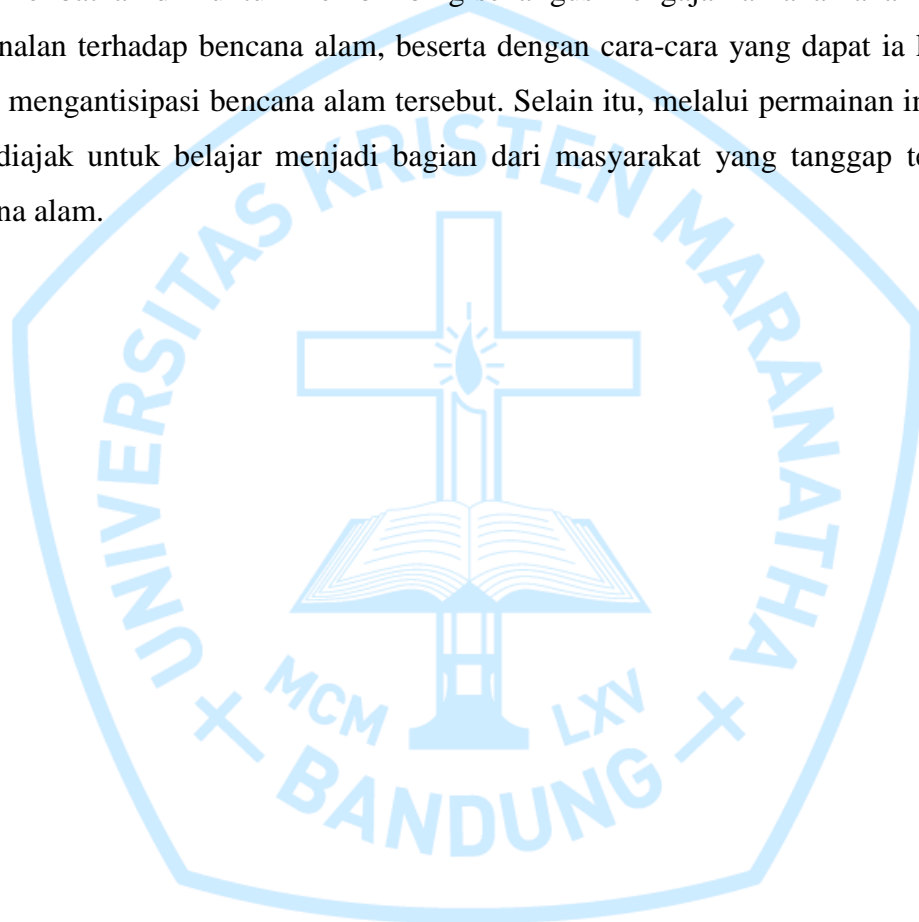 nalan terhadap bencana alam, beserta dengan cara-cara yang dapat ia
mengantisipasi bencana alam tersebut. Selain itu, melalui permainan
diajak untuk belajar menjadi bagian dari masyarakat yang tanggap
na alam.
UNIVERSITAS KRISTEN MARANATHA
MCM LXV
BANDUNG